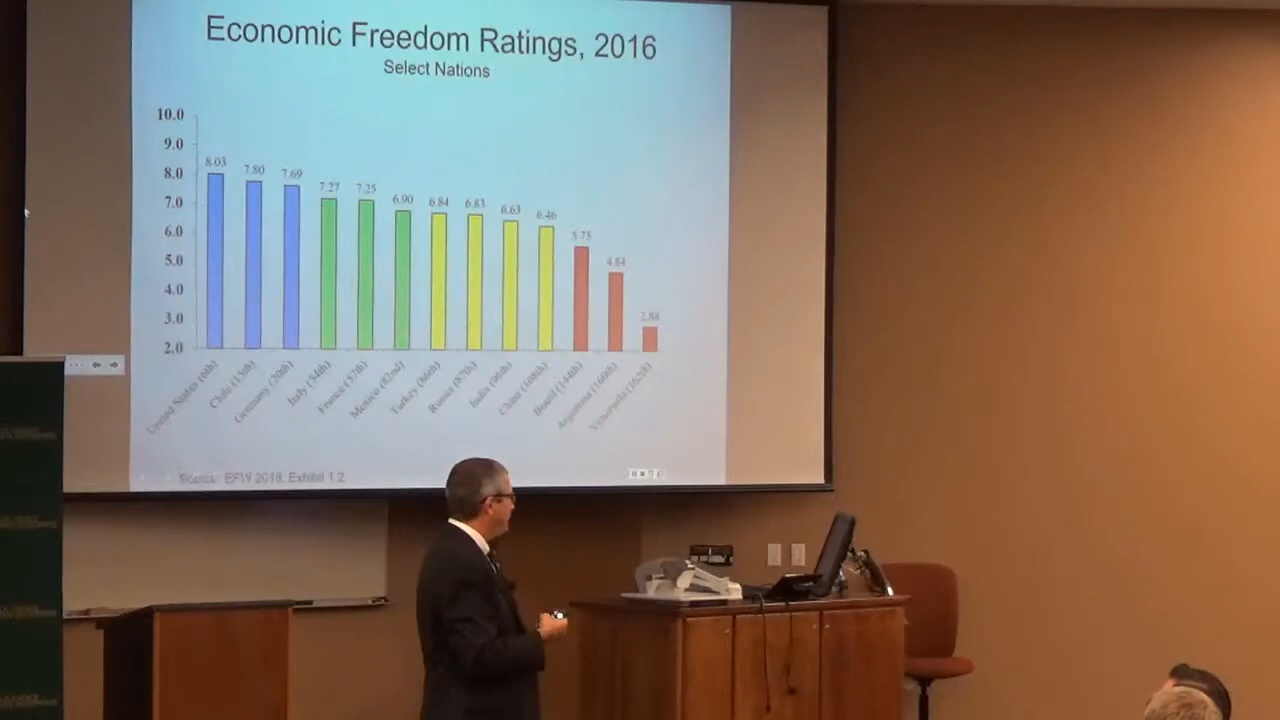 Economic Freedom Ratings, 2016
Select Nations
10.0
9.0
8.0
7.0
6.0
5.0
4.0
3.0
2.0
8.03
7.80
7.69
7.27
7.25
6.90
6.84
6.83
6.63
6.46
5.75
4.84
2.88
United States (6th)
Chile (15th)
Germany (20th)
Italy (54th)
France (57th)
Mexico (82nd)
Turkey (86th)
Russia (87th)
India (96th)
China (108th)
Brazil (144th)
Argentina (160th)
Venezuela (162th)
Source: EFW 2018, Exhibit 1.2